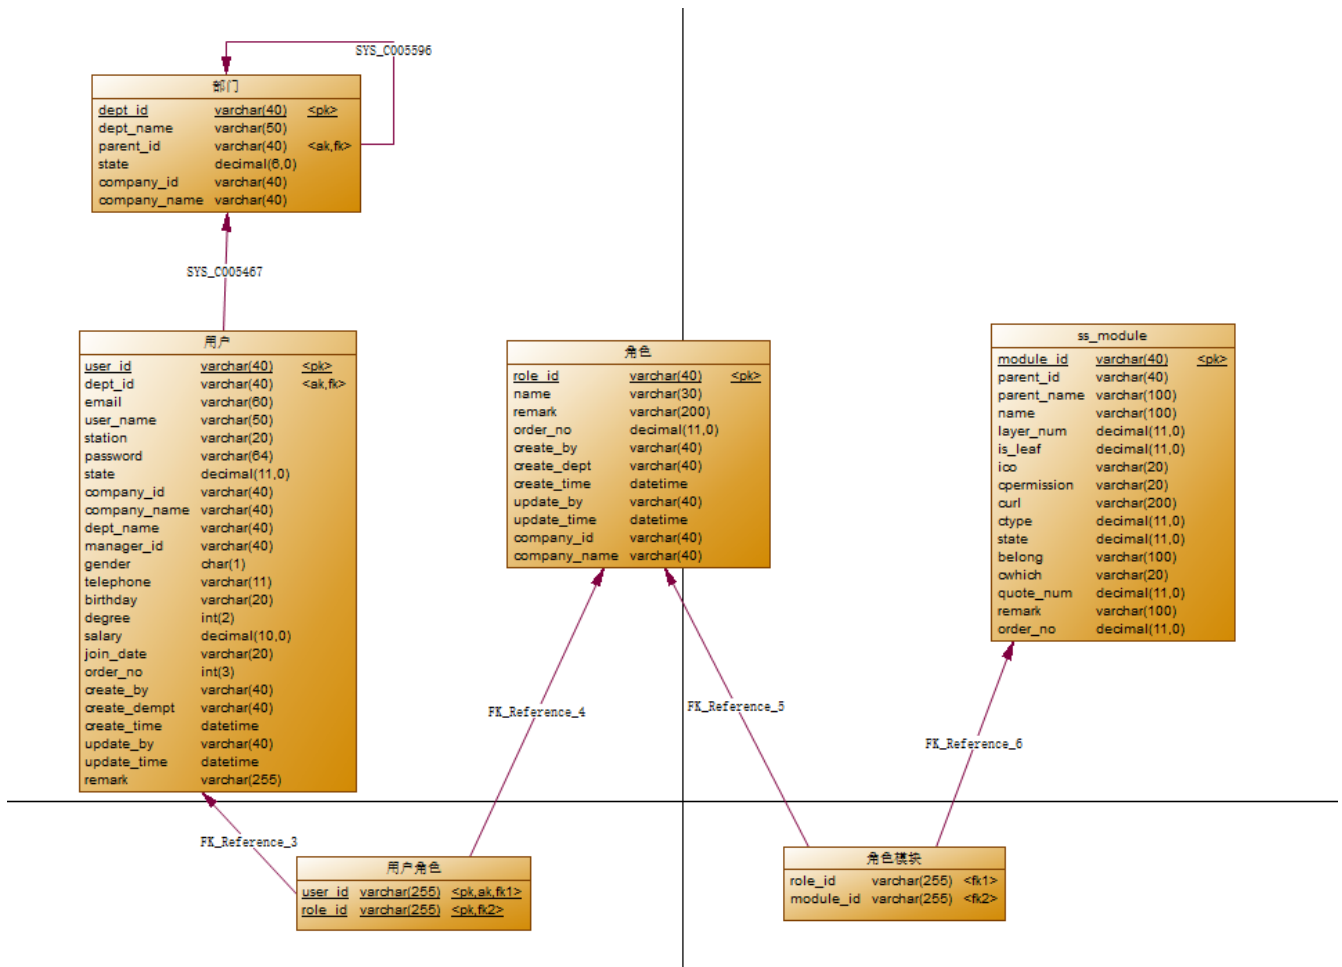 SYS_C005596
部门
dept_id varchar(40) <pk>
dept_name varchar(50)
parent_id varchar(40) <ak,fk>
state decimal(6,0)
company_id varchar(40)
company_name varchar(40)
SYS_C005467
用户
user_id varchar(40) <pk>
dept_id varchar(40) <ak,fk>
email varchar(60)
user_name varchar(50)
station varchar(20)
password varchar(64)
state decimal(11,0)
company_id varchar(40)
company_name varchar(40)
dept_name varchar(40)
manager_id varchar(40)
gender char(1)
telephone varchar(11)
birthday varchar(20)
degree int(2)
salary decimal(10,0)
join_date varchar(20)
order_no int(3)
create_by varchar(40)
create_dempt varchar(40)
create_time datetime
update_by varchar(40)
update_time datetime
remark varchar(255)
角色
role_id varchar(40) <pk>
name varchar(30)
remark varchar(200)
order_no decimal(11,0)
create_by varchar(40)
create_dept varchar(40)
create_time datetime
update_by varchar(40)
update_time datetime
company_id varchar(40)
company_name varchar(40)
ss_module
module_id varchar(40) <pk>
parent_id varchar(40)
parent_name varchar(100)
name varchar(100)
layer_num decimal(11,0)
is_leaf decimal(11,0)
ico varchar(20)
cpermission varchar(20)
curl varchar(200)
ctype decimal(11,0)
state decimal(11,0)
belong varchar(100)
cwhich varchar(20)
quote_num decimal(11,0)
remark varchar(100)
order_no decimal(11,0)
FK_Reference_4
FK_Reference_5
FK_Reference_6
FK_Reference_3
用户角色
user_id varchar(255) <pk,ak,fk1>
role_id varchar(255) <pk,fk2>
角色模块
role_id varchar(255) <fk1>
module_id varchar(255) <fk2>